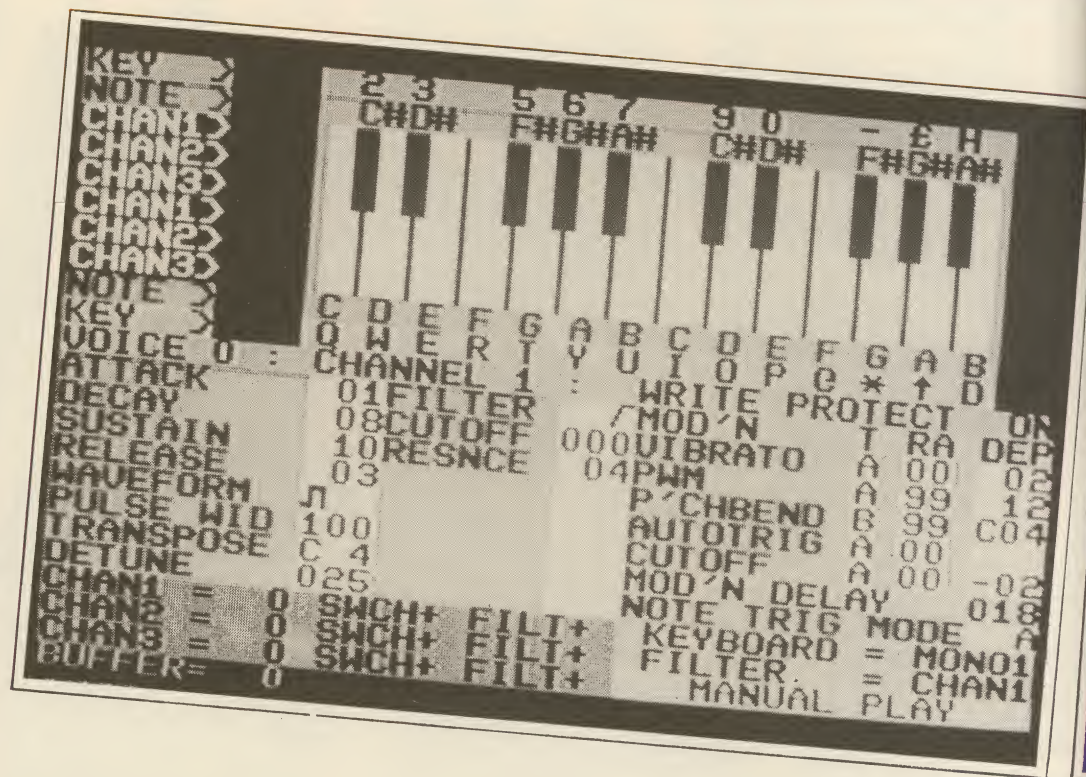 KEY > 2 3 5 6 7 9 0 - £ H
NOTE > C#D# F#G#A# C#D# F#G#A#
CHAN1>
CHAN2>
CHAN3>
CHAN1>
CHAN2>
CHAN3>
NOTE > C D E F G A B C D E F G A B
KEY > Q W E R T Y U I O P @ * ↑ D
VOICE 0 : CHANNEL 1 : WRITE PROTECT ON
ATTACK 01FILTER /MOD'N T RA DEP
DECAY 08CUTOFF 000VIBRATO A 00 02
SUSTAIN 10RESNCE 04PWM A 99 12
RELEASE 03 P'CHBEND B 99 C04
WAVEFORM AUTOTRIG A 00
PULSE WID 100 CUTOFF A 00 -02
TRANSPOSE C 4 MOD'N DELAY 018
DETUNE 025 NOTE TRIG MODE A
CHAN1 = 0 SWCH+ FILT+ KEYBOARD = MONO1
CHAN2 = 0 SWCH+ FILT+ FILTER = CHAN1
CHAN3 = 0 SWCH+ FILT+ MANUAL PLAY
BUFFER= 0